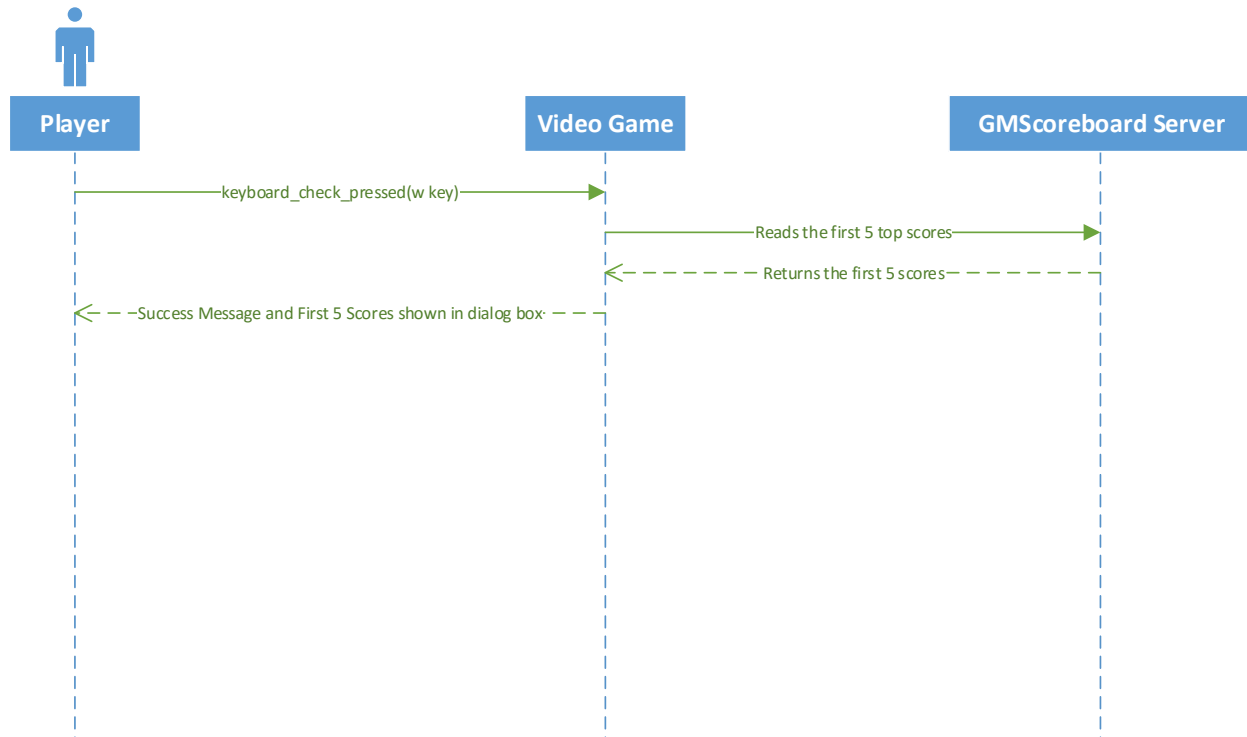 Player
Video Game
GMScoreboard Server
keyboard_check_pressed(w key)
Reads the first 5 top scores
Returns the first 5 scores
Success Message and First 5 Scores shown in dialog box